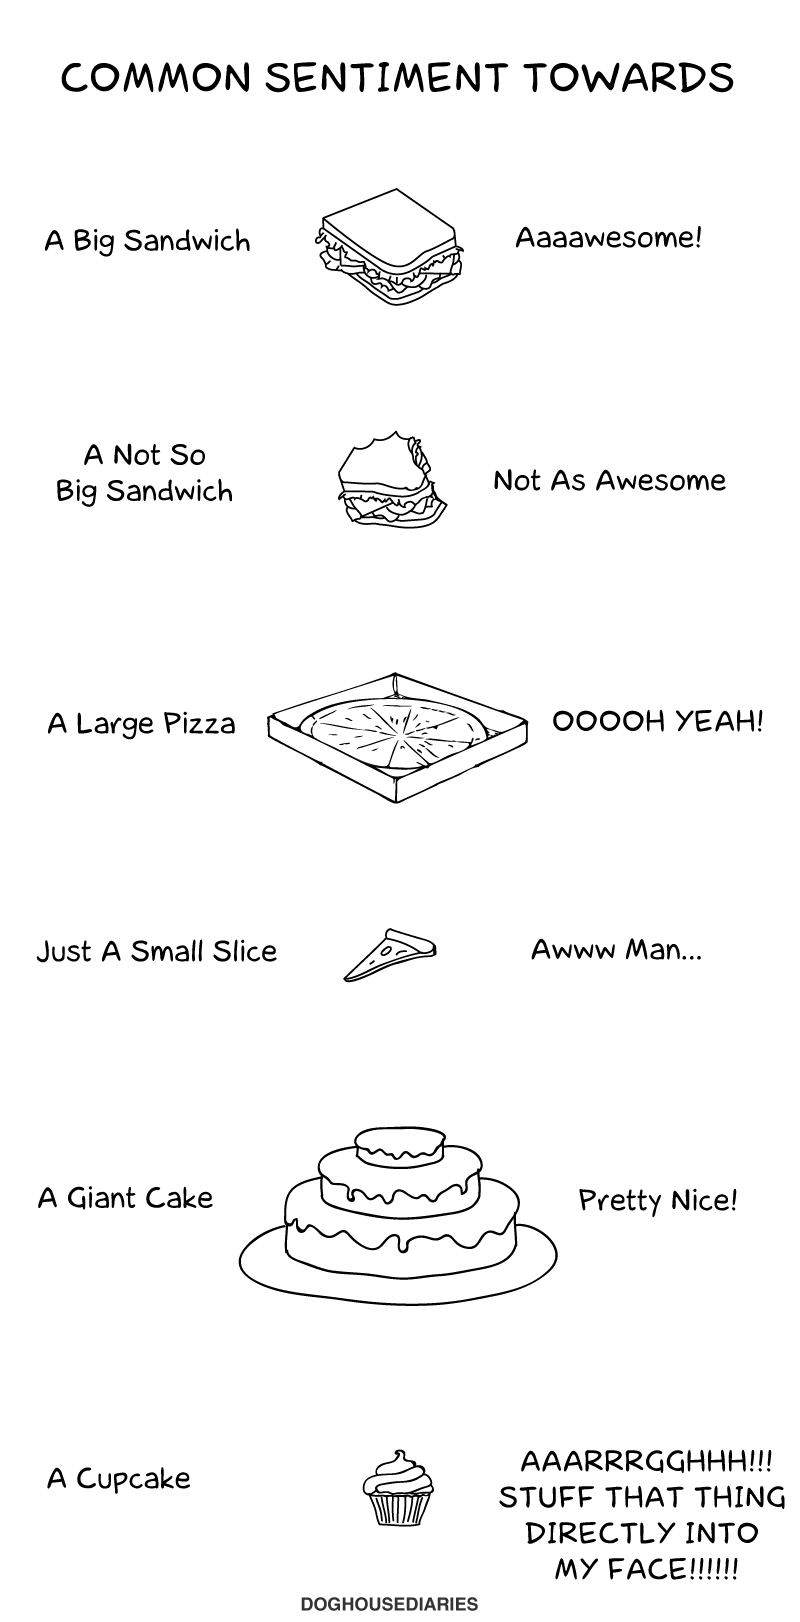 COMMON SENTIMENT TOWARDS
A Big Sandwich
Aaaawesome!
A Not So
Big Sandwich
Not As Awesome
A Large Pizza
OOOOH YEAH!
Just A Small Slice
Awww Man...
A Giant Cake
Pretty Nice!
A Cupcake
AAARRRGGHHH!!!
STUFF THAT THING
DIRECTLY INTO
MY FACE!!!!!!
DOGHOUSEDIARIES